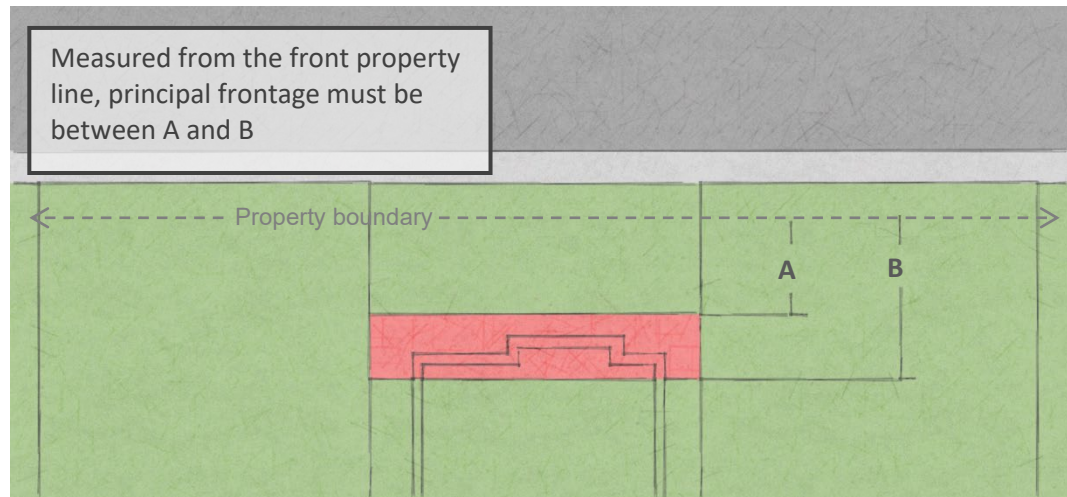 Measured from the front property
line, principal frontage must be
between A and B
Property boundary
A
B